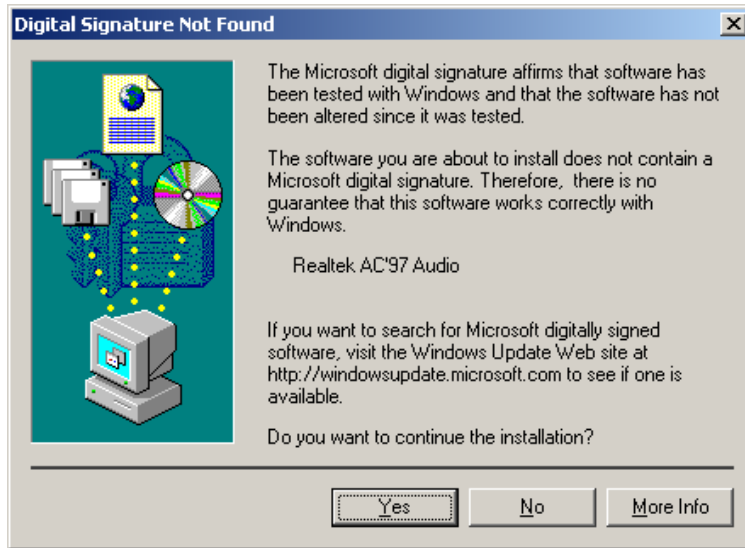 Digital Signature Not Found
The Microsoft digital signature affirms that software has
been tested with Windows and that the software has not
been altered since it was tested.
The software you are about to install does not contain a
Microsoft digital signature. Therefore,  there is no
guarantee that this software works correctly with
Windows.
Realtek AC'97 Audio
If you want to search for Microsoft digitally signed
software, visit the Windows Update Web site at
http://windowsupdate.microsoft.com to see if one is
available.
Do you want to continue the installation?
Yes No More Info